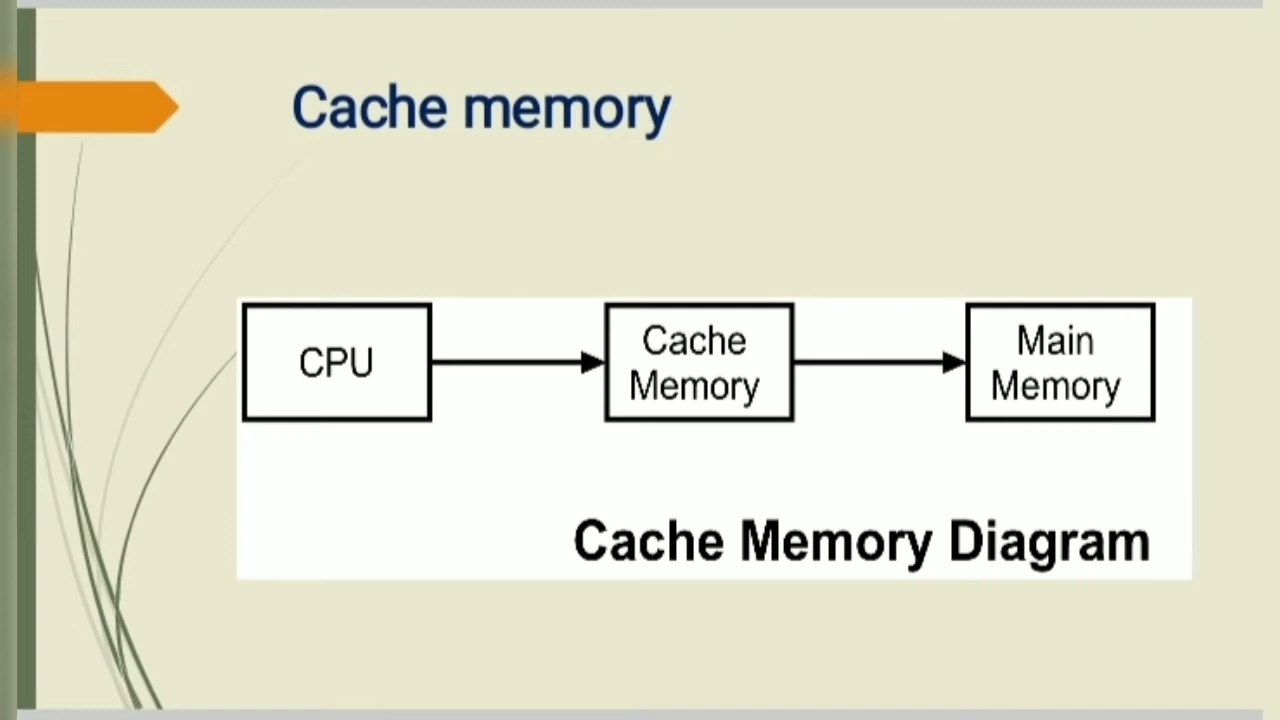 Cache memory
CPU
Cache
Memory
Main
Memory
Cache Memory Diagram